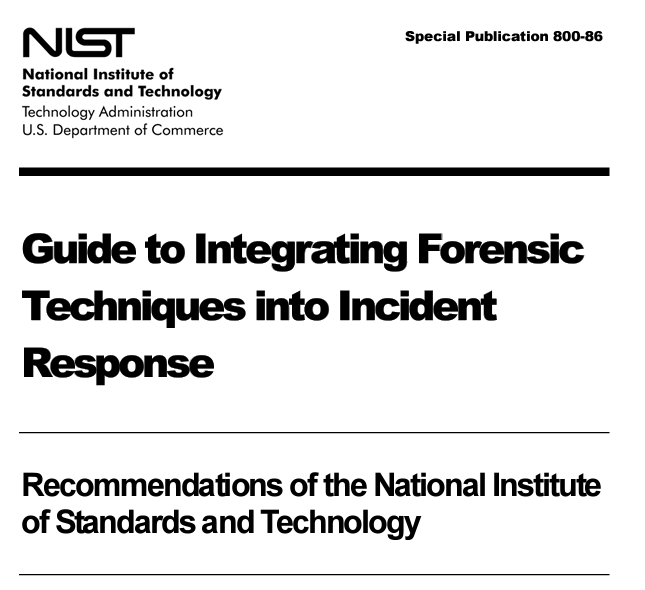 NIST
Special Publication 800-86
National Institute of
Standards and Technology
Technology Administration
U.S. Department of Commerce
Guide to Integrating Forensic
Techniques into Incident
Response
Recommendations of the National Institute
of Standards and Technology